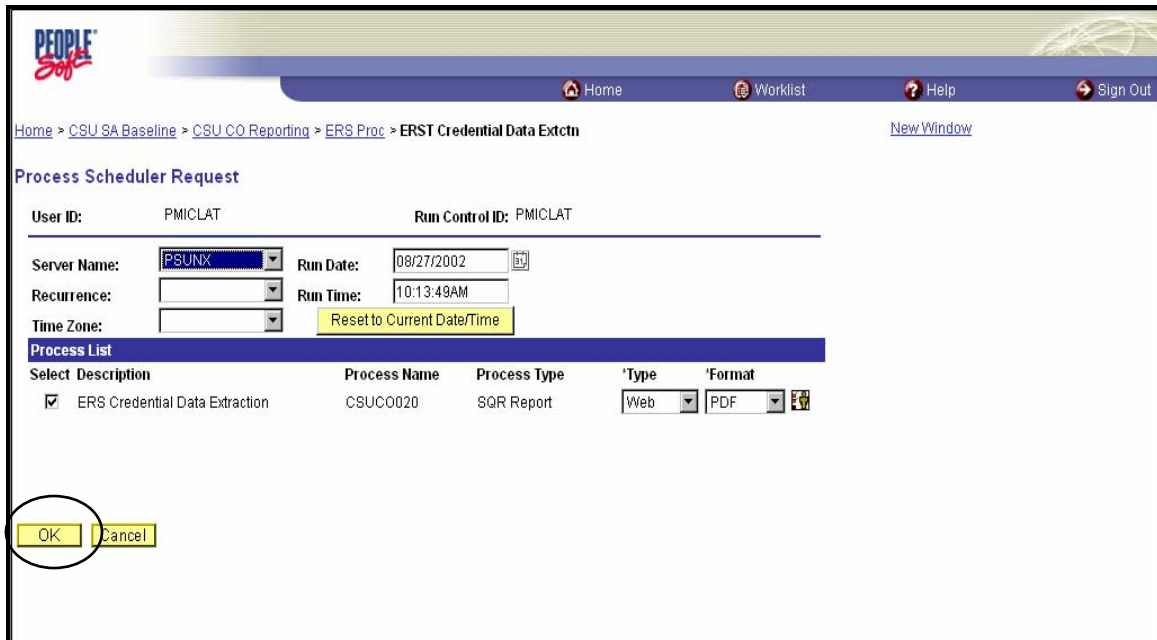 PEOPLE
Soft
Home Worklist Help Sign Out
Home > CSU SA Baseline > CSU CO Reporting > ERS Proc > ERST Credential Data Extctn New Window
Process Scheduler Request
User ID: PMICLAT Run Control ID: PMICLAT
Server Name: PSUNX Run Date: 08/27/2002 31
Recurrence: Run Time: 10:13:49AM
Time Zone: Reset to Current Date/Time
Process List
Select Description Process Name Process Type *Type *Format
ERS Credential Data Extraction CSUCO020 SQR Report Web PDF
OK Cancel